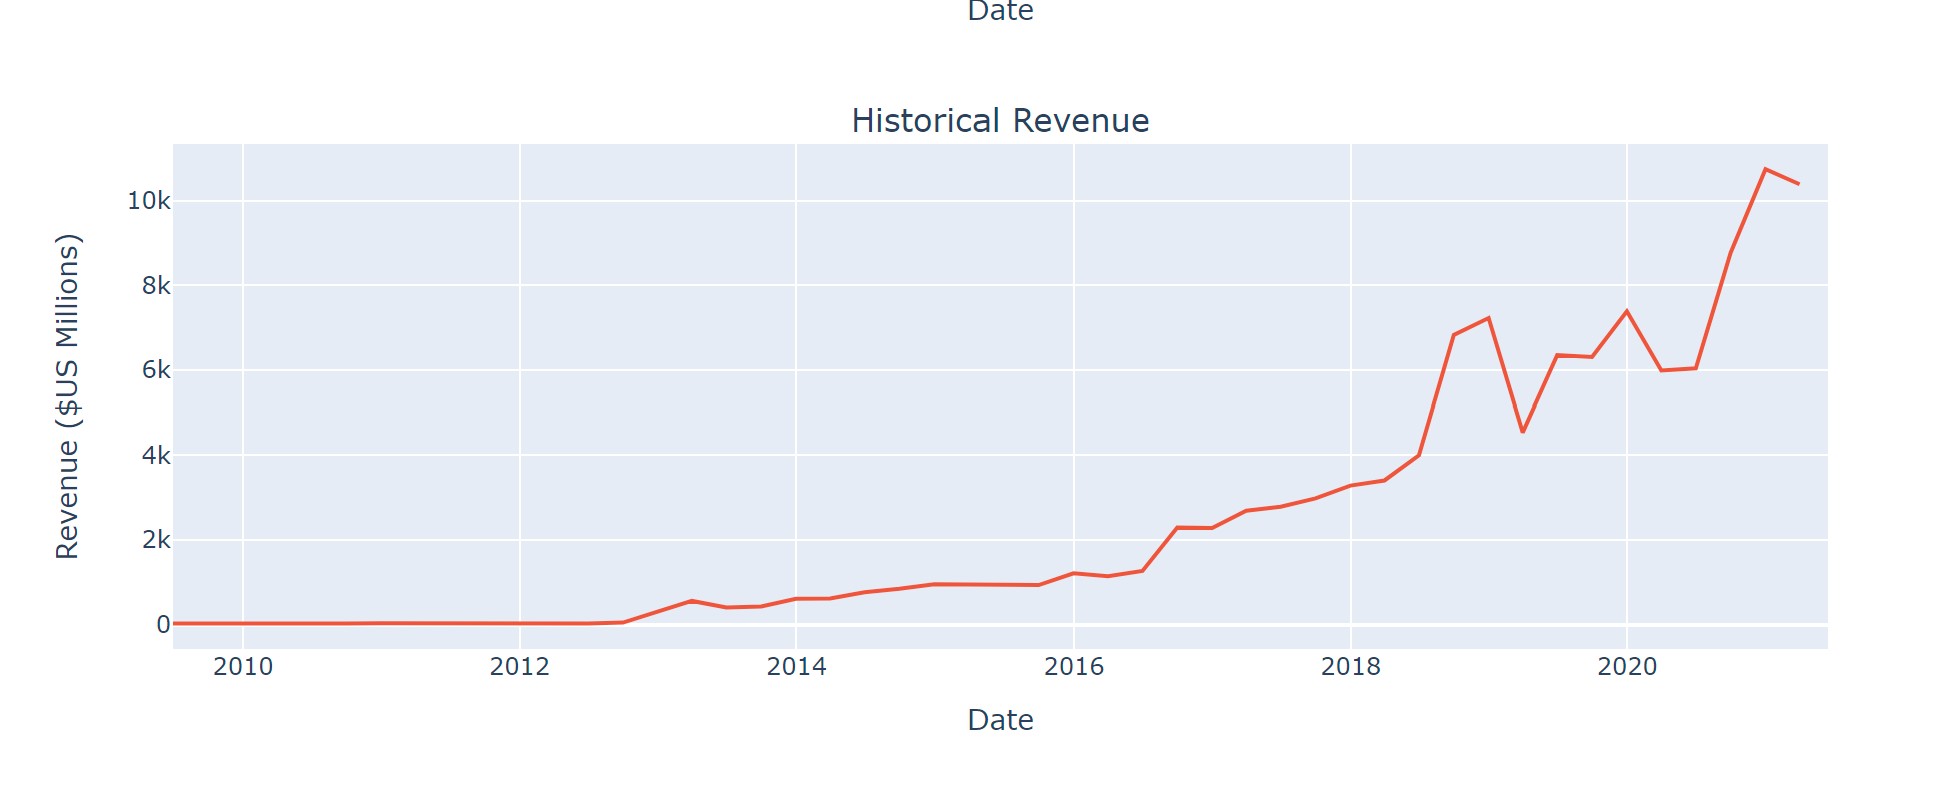 Date
Historical Revenue
Revenue ($US Millions)
10k
8k
6k
4k
2k
0
2010 2012 2014 2016 2018 2020
Date